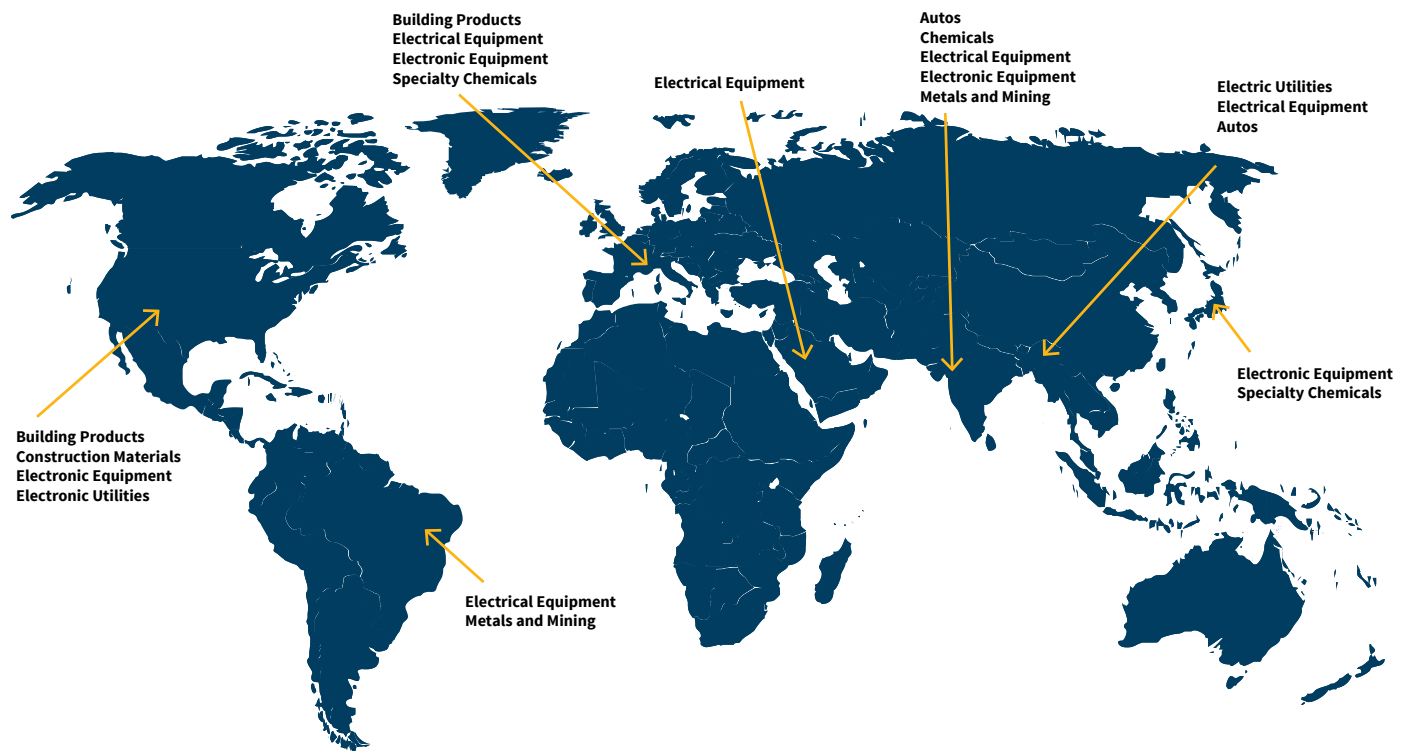 Building Products
Electrical Equipment
Electronic Equipment
Specialty Chemicals
Electrical Equipment
Autos
Chemicals
Electrical Equipment
Electronic Equipment
Metals and Mining
Electric Utilities
Electrical Equipment
Autos
Electronic Equipment
Specialty Chemicals
Building Products
Construction Materials
Electronic Equipment
Electronic Utilities
Electrical Equipment
Metals and Mining